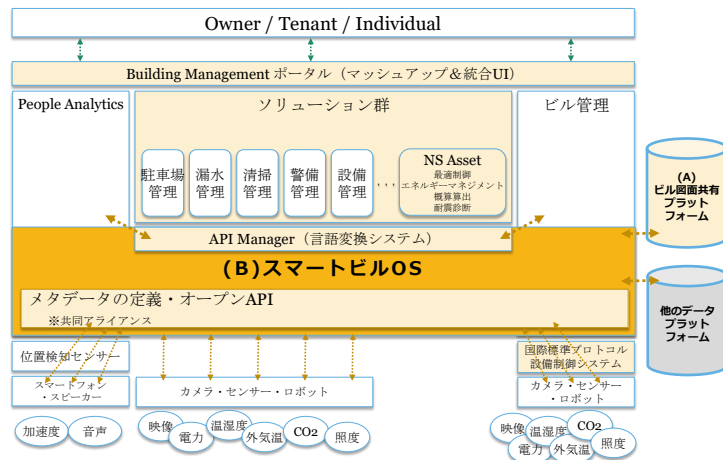 Owner / Tenant / Individual
Building Management ポータル（マッシュアップ＆統合UI）
People Analytics
ソリューション群
ビル管理
駐車場
管理
漏水
管理
清掃
管理
警備
管理
設備
管理
, , ,
NS Asset
最適制御
エネルギーマネジメント
概算算出
耐震診断
(A)
ビル図面共有
プラット
フォーム
API Manager（言語変換システム）
(B)スマートビルOS
メタデータの定義・オープンAPI
※共同アライアンス
他のデータ
プラット
フォーム
位置検知センサー
国際標準プロトコル
設備制御システム
スマートフォン
・スピーカー
カメラ・センサー・ロボット
カメラ・センサー
・ロボット
加速度
音声
映像
電力
温湿度
外気温
CO2
照度
映像
電力
温湿度
外気温
CO2
照度